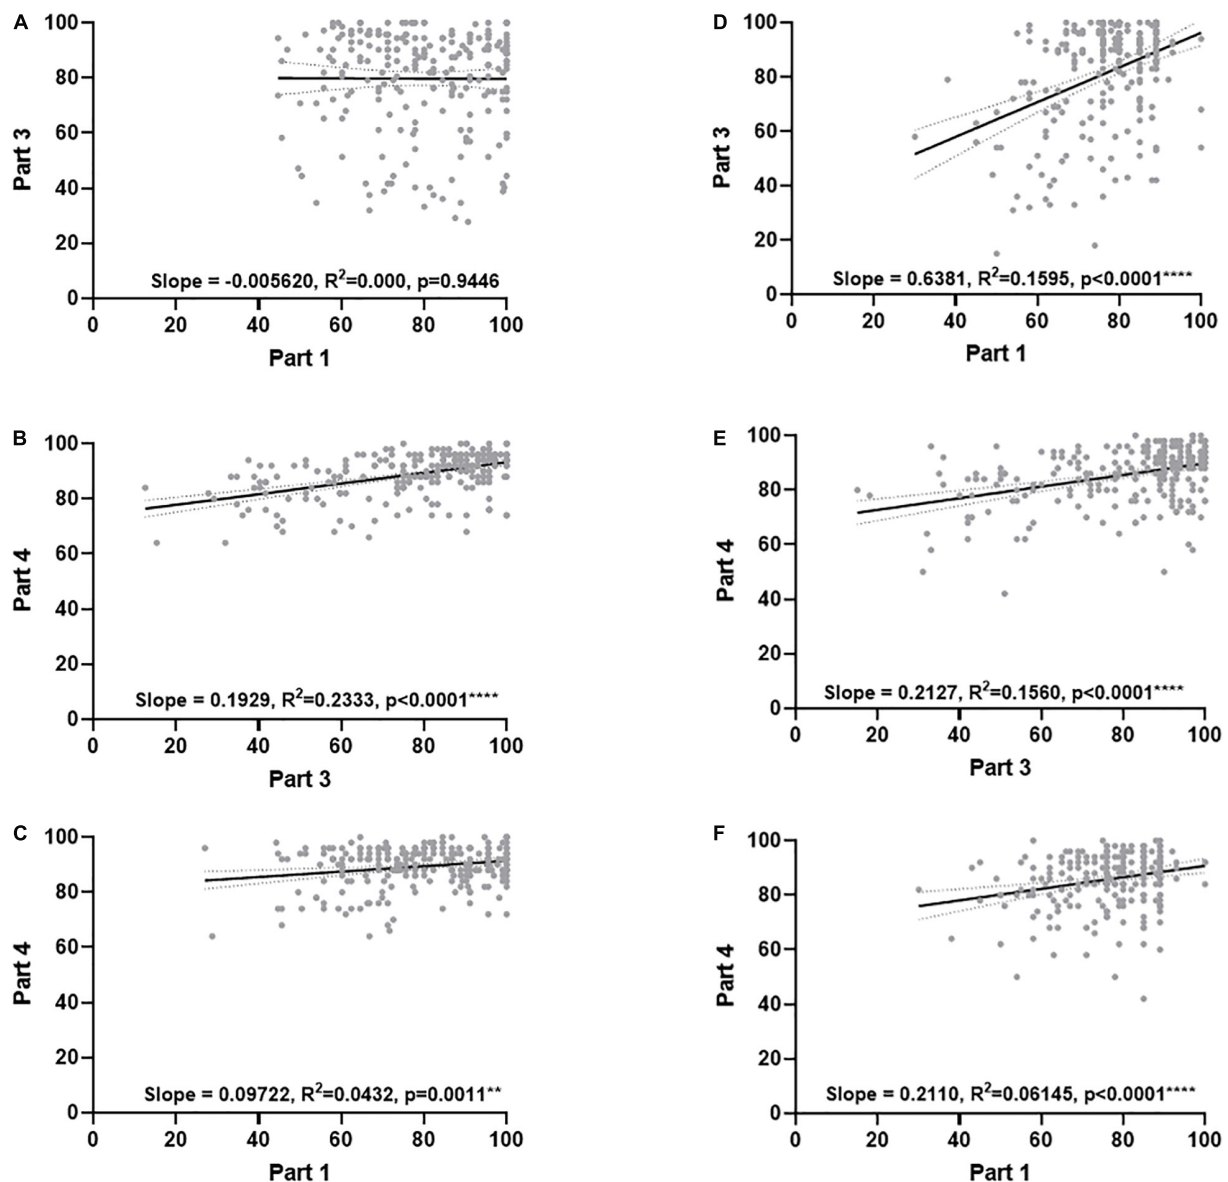 A
100
80
60
40
20
0
Part 3
Slope = -0.005620, R²=0.000, p=0.9446
0 20 40 60 80 100
Part 1
B
100
80
60
40
20
0
Part 4
Slope = 0.1929, R²=0.2333, p<0.0001****
0 20 40 60 80 100
Part 3
C
100
80
60
40
20
0
Part 4
Slope = 0.09722, R²=0.0432, p=0.0011**
0 20 40 60 80 100
Part 1
D
100
80
60
40
20
0
Part 3
Slope = 0.6381, R²=0.1595, p<0.0001****
0 20 40 60 80 100
Part 1
E
100
80
60
40
20
0
Part 4
Slope = 0.2127, R²=0.1560, p<0.0001****
0 20 40 60 80 100
Part 3
F
100
80
60
40
20
0
Part 4
Slope = 0.2110, R²=0.06145, p<0.0001****
0 20 40 60 80 100
Part 1